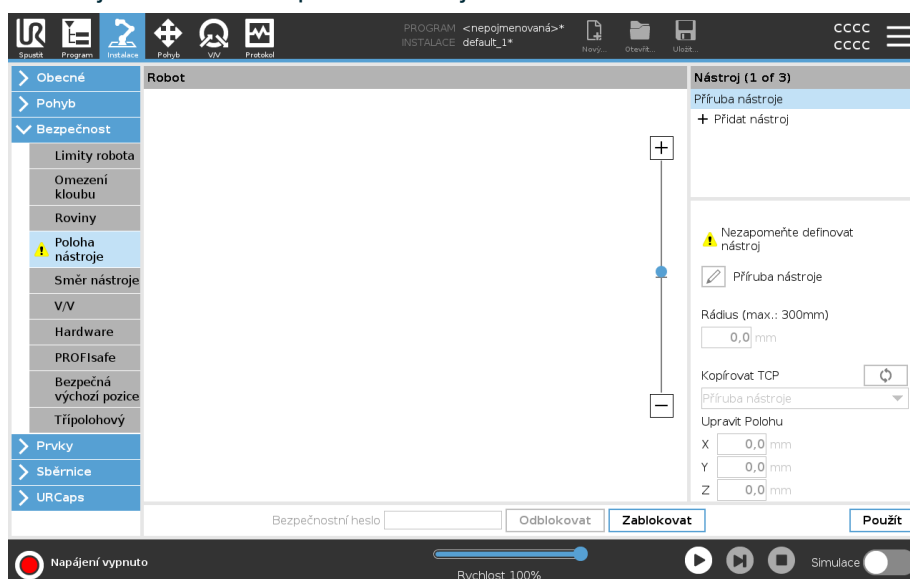 PROGRAM <nepojmenovaná>*
INSTALACE default_1*
Spustit Program Instalace Pohyb V/V Protokol
Nový... Otevřít... Uložit...
cccc
cccc
Obecné
Pohyb
Bezpečnost
Limity robota
Omezení
kloubu
Roviny
Poloha
nástroje
Směr nástroje
V/V
Hardware
PROFIsafe
Bezpečná
výchozí pozice
Třípolohový
Prvky
Sběrnice
URCaps
Robot
Nástroj (1 of 3)
Příruba nástroje
+ Přidat nástroj
Nezapomeňte definovat
nástroj
Příruba nástroje
Rádius (max.: 300mm)
0,0 mm
Kopírovat TCP
Příruba nástroje
Upravit Polohu
X 0,0 mm
Y 0,0 mm
Z 0,0 mm
Bezpečnostní heslo Odblokovat Zablokovat Použít
Napájení vypnuto
Rychlost 100%
Simulace